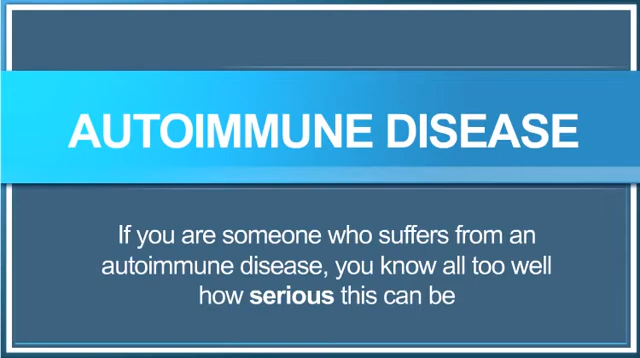 AUTOIMMUNE DISEASE
If you are someone who suffers from an
autoimmune disease, you know all too well
how serious this can be